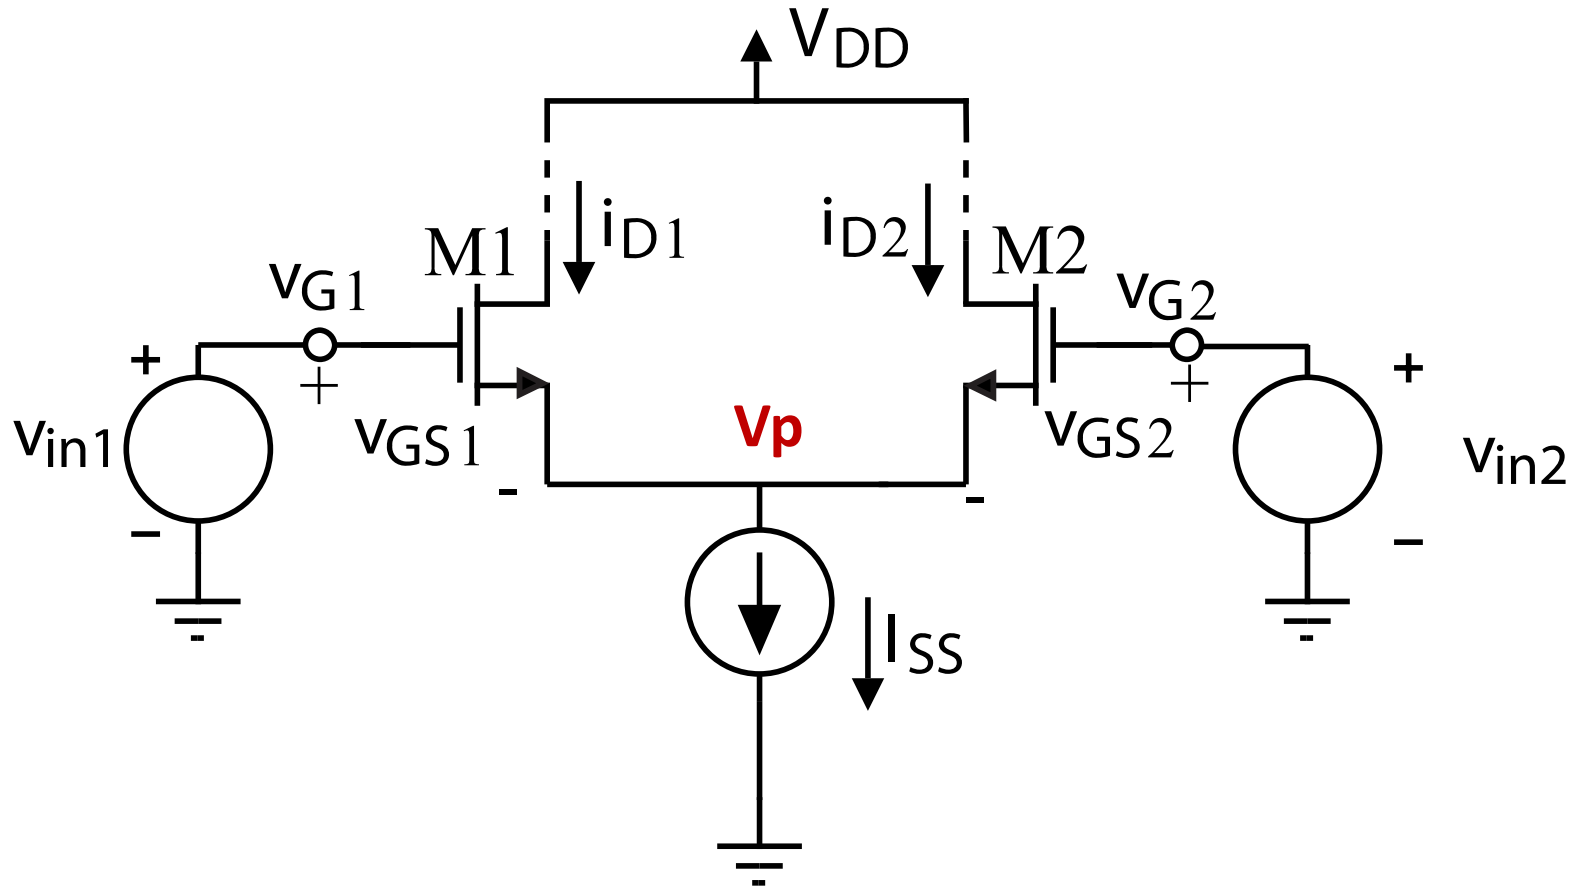 VDD
iD1
iD2
M1
M2
vG1
vG2
+
+
+
+
vin1
vGS1
Vp
vGS2
vin2
-
-
−
−
ISS